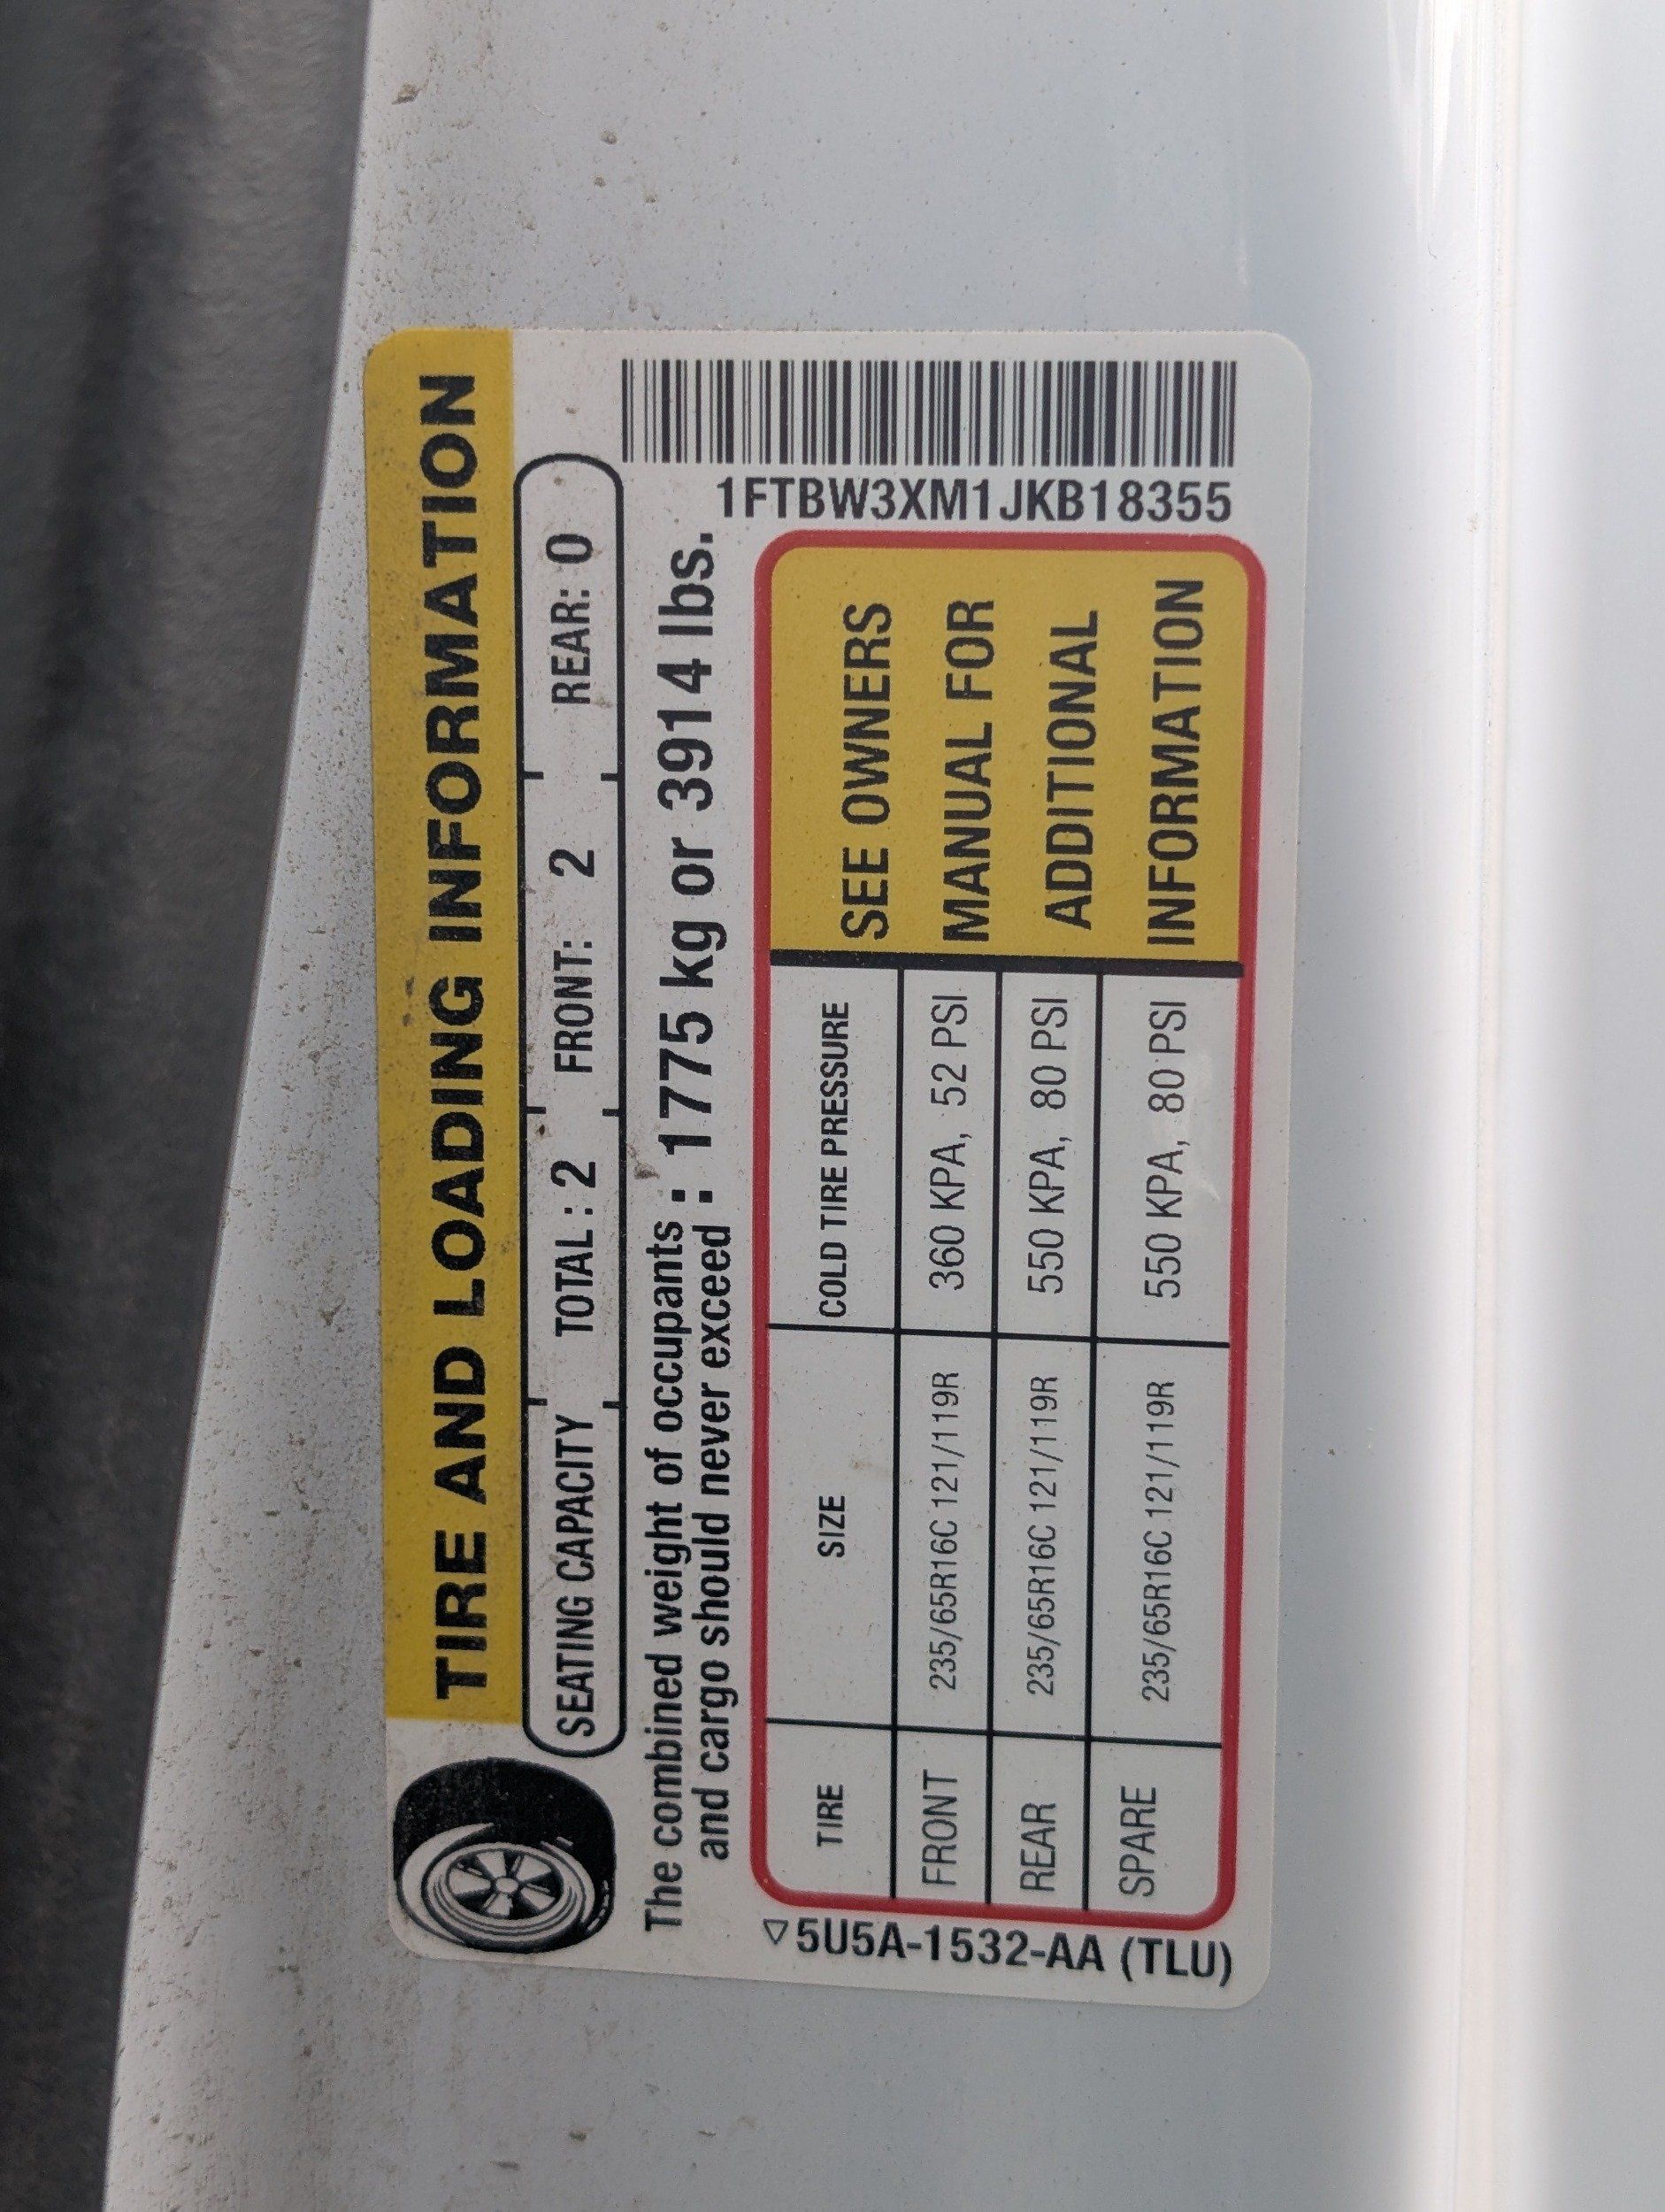 TIRE AND LOADING INFORMATION
SEATING CAPACITY TOTAL : 2 FRONT: 2 REAR: 0
The combined weight of occupants
and cargo should never exceed : 1775 kg or 3914 lbs.
1FTBW3XM1JKB18355
TIRE SIZE COLD TIRE PRESSURE
FRONT 235/65R16C 121/119R 360 KPA, 52 PSI
REAR 235/65R16C 121/119R 550 KPA, 80 PSI
SPARE 235/65R16C 121/119R 550 KPA, 80 PSI
SEE OWNERS
MANUAL FOR
ADDITIONAL
INFORMATION
5U5A-1532-AA (TLU)